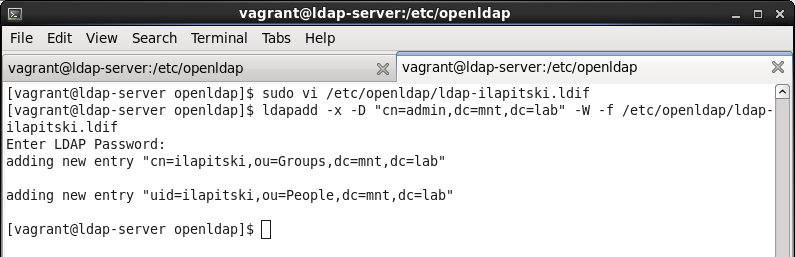 vagrant@ldap-server:/etc/openldap
File Edit View Search Terminal Tabs Help
vagrant@ldap-server:/etc/openldap vagrant@ldap-server:/etc/openldap
[vagrant@ldap-server openldap]$ sudo vi /etc/openldap/ldap-ilapitski.ldif
[vagrant@ldap-server openldap]$ ldapadd -x -D "cn=admin,dc=mnt,dc=lab" -W -f /etc/openldap/ldap-
ilapitski.ldif
Enter LDAP Password:
adding new entry "cn=ilapitski,ou=Groups,dc=mnt,dc=lab"
adding new entry "uid=ilapitski,ou=People,dc=mnt,dc=lab"
[vagrant@ldap-server openldap]$